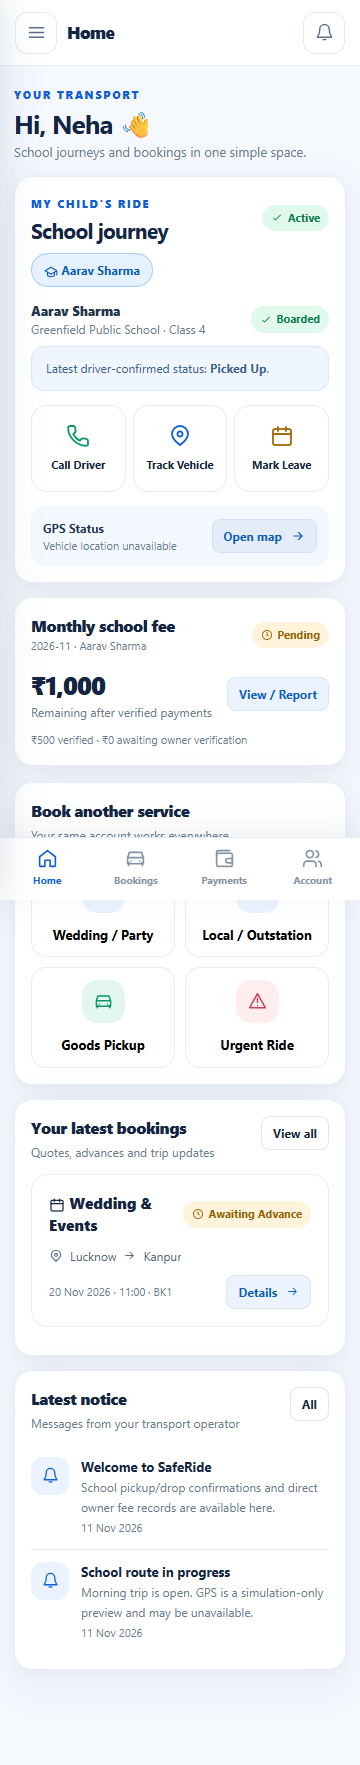 Home
YOUR TRANSPORT
Hi, Neha 👋
School journeys and bookings in one simple space.
MY CHILD'S RIDE
School journey
Active
Aarav Sharma
Aarav Sharma
Greenfield Public School · Class 4
Boarded
Latest driver-confirmed status: Picked Up.
Call Driver
Track Vehicle
Mark Leave
GPS Status
Vehicle location unavailable
Open map →
Monthly school fee
2026-11 · Aarav Sharma
Pending
₹1,000
Remaining after verified payments
View / Report
₹500 verified · ₹0 awaiting owner verification
Book another service
Your same account works everywhere
Home
Bookings
Payments
Account
Wedding / Party
Local / Outstation
Goods Pickup
Urgent Ride
Your latest bookings
Quotes, advances and trip updates
View all
Wedding &
Events
Awaiting Advance
Lucknow → Kanpur
20 Nov 2026 · 11:00 · BK1
Details →
Latest notice
Messages from your transport operator
All
Welcome to SafeRide
School pickup/drop confirmations and direct
owner fee records are available here.
11 Nov 2026
School route in progress
Morning trip is open. GPS is a simulation-only
preview and may be unavailable.
11 Nov 2026